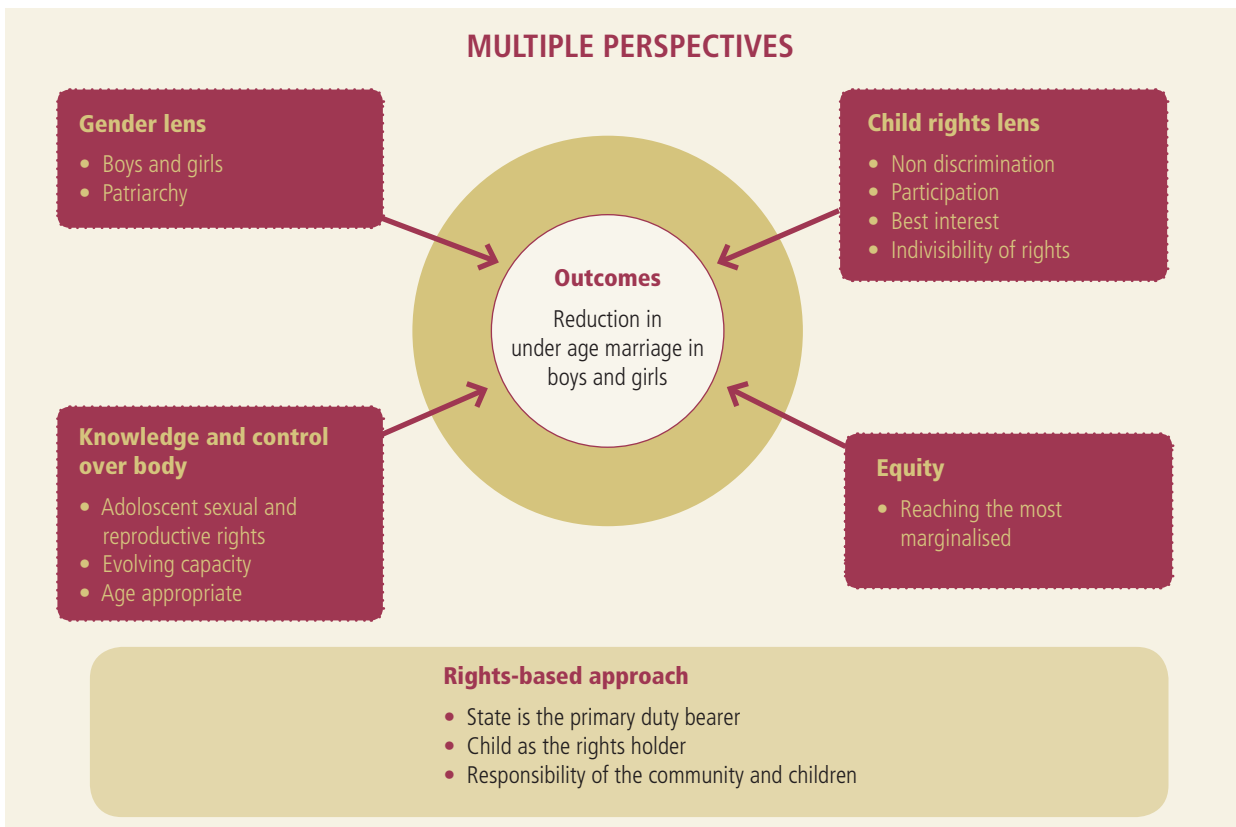 MULTIPLE PERSPECTIVES
Gender lens
• Boys and girls
• Patriarchy
Child rights lens
• Non discrimination
• Participation
• Best interest
• Indivisibility of rights
Outcomes
Reduction in
under age marriage in
boys and girls
Knowledge and control
over body
• Adoloscent sexual and
reproductive rights
• Evolving capacity
• Age appropriate
Equity
• Reaching the most
marginalised
Rights-based approach
• State is the primary duty bearer
• Child as the rights holder
• Responsibility of the community and children